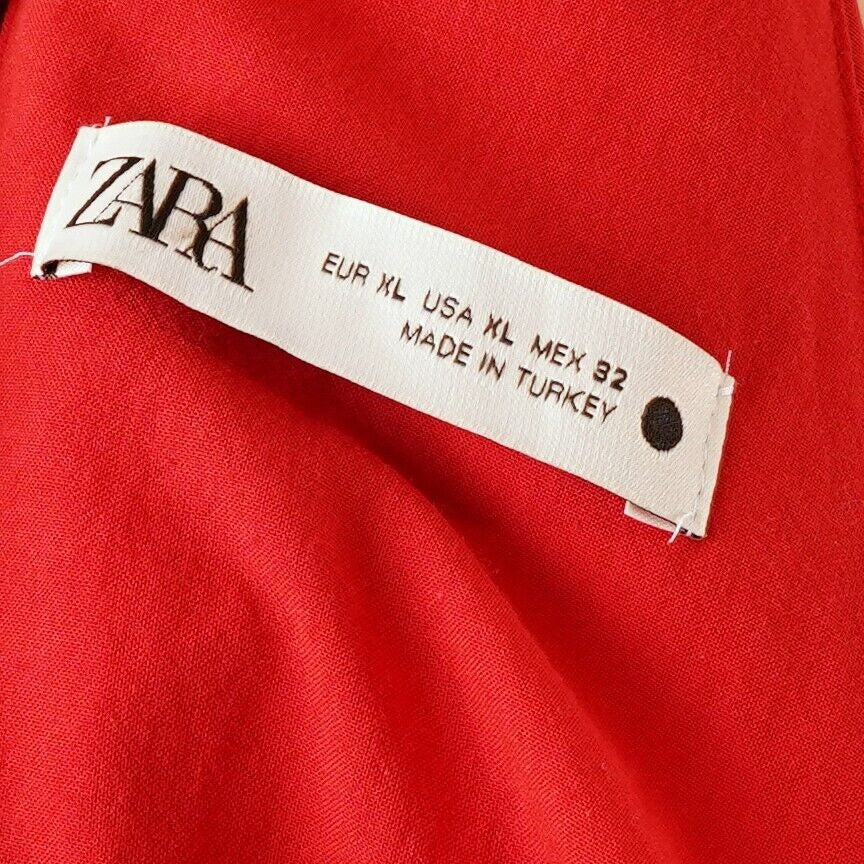 ZARA
EUR XL USA XL MEX 32
MADE IN TURKEY